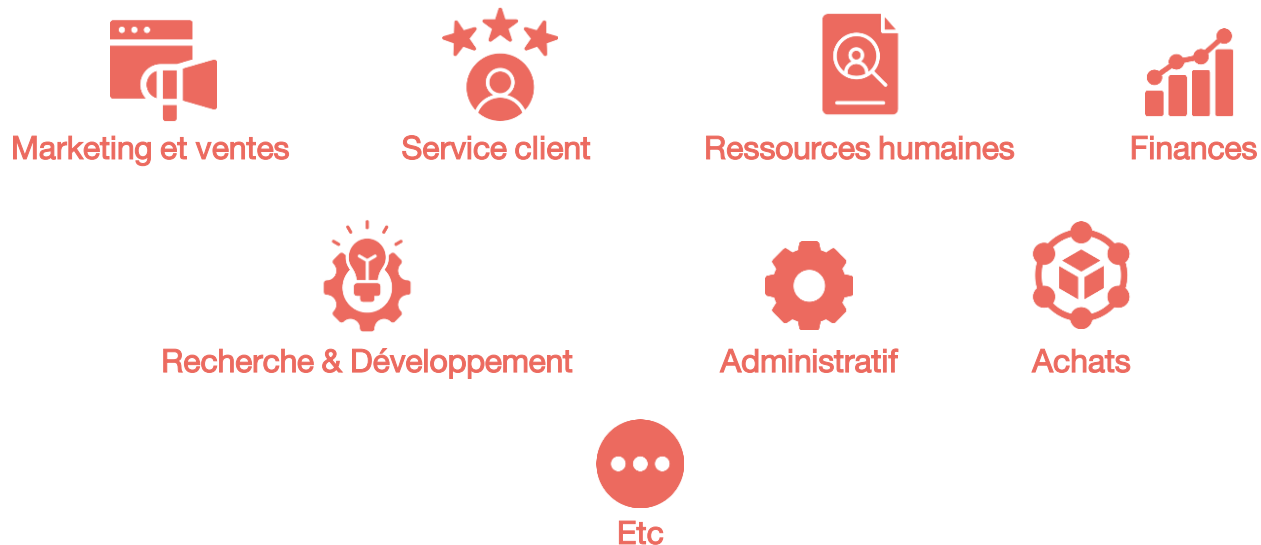 Marketing et ventes
Service client
Ressources humaines
Finances
Recherche & Développement
Administratif
Achats
Etc